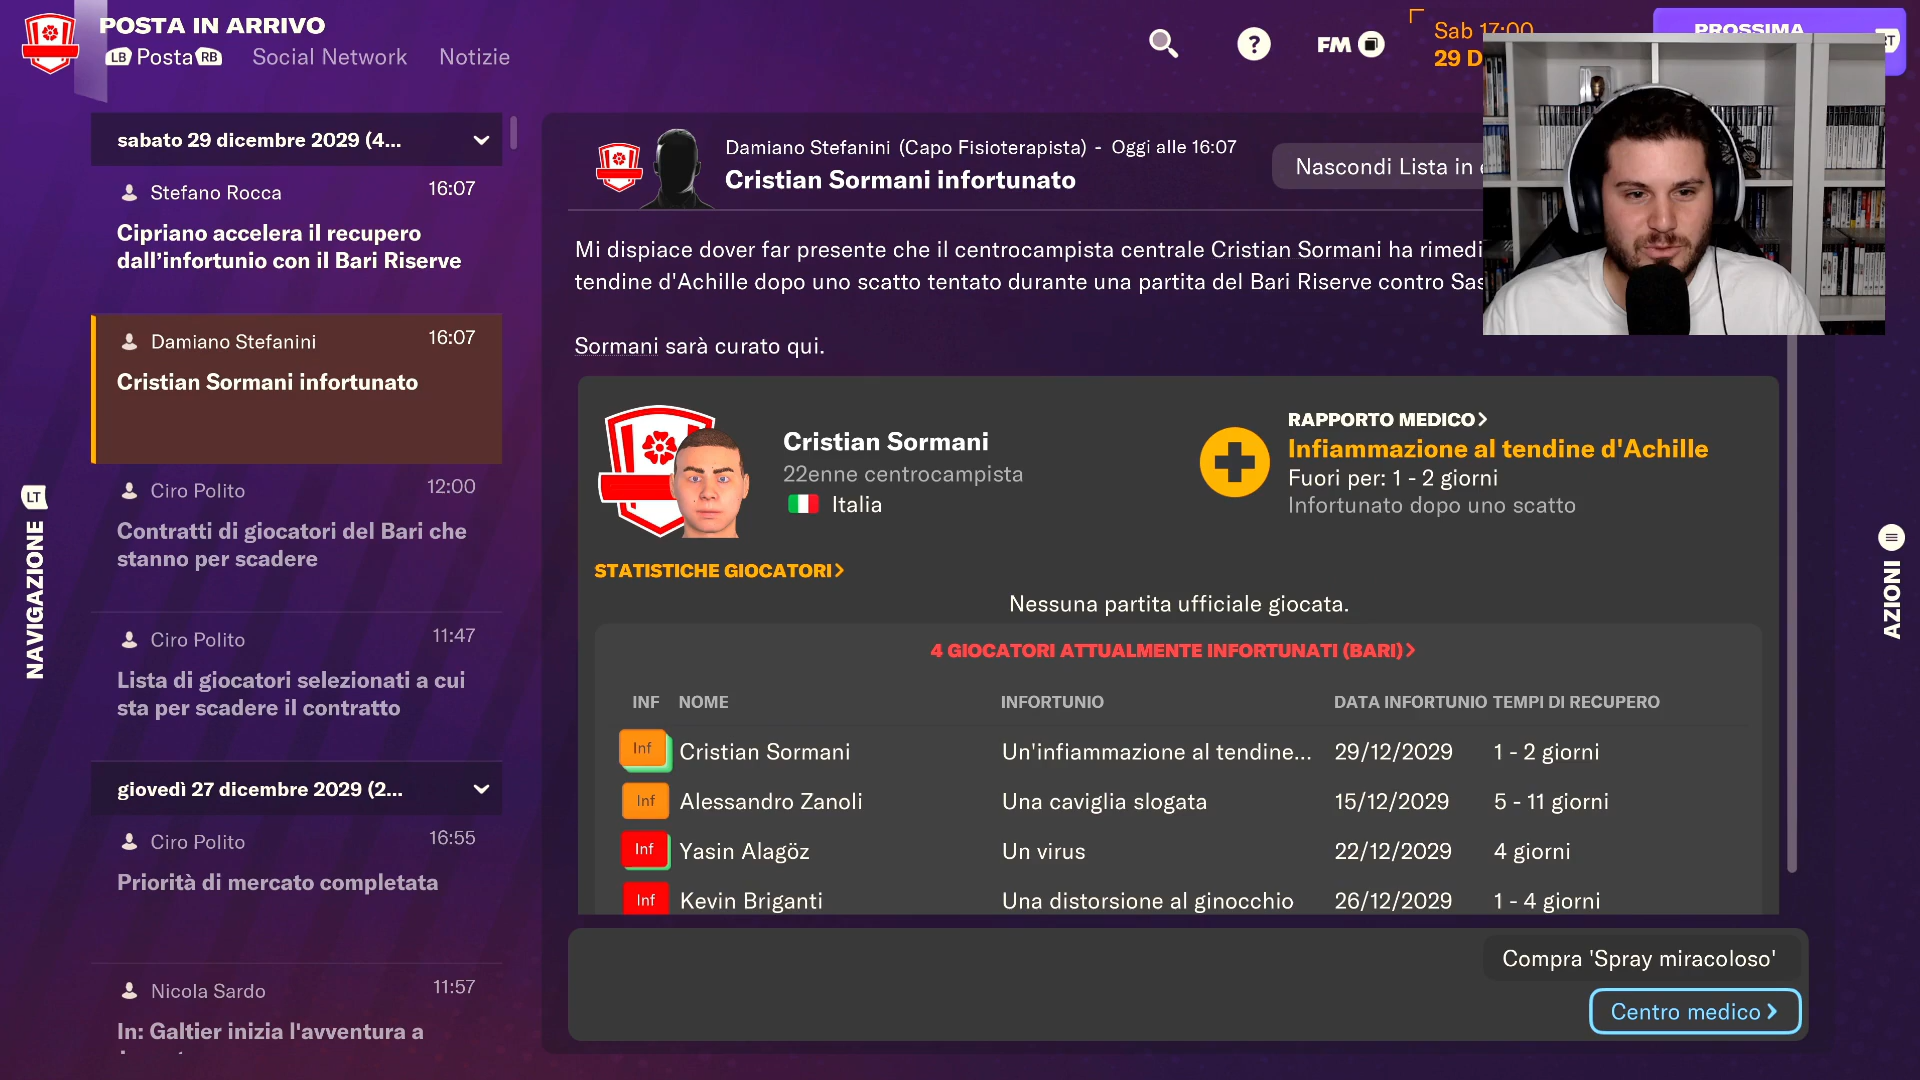 POSTA IN ARRIVO
LB Posta RB Social Network Notizie
FM
Sab 17:00
29 D
PROSSIMA
RT
sabato 29 dicembre 2029 (4...
Stefano Rocca 16:07
Cipriano accelera il recupero
dall'infortunio con il Bari Riserve
Damiano Stefanini 16:07
Cristian Sormani infortunato
Ciro Polito 12:00
Contratti di giocatori del Bari che
stanno per scadere
Ciro Polito 11:47
Lista di giocatori selezionati a cui
sta per scadere il contratto
giovedì 27 dicembre 2029 (2...
Ciro Polito 16:55
Priorità di mercato completata
Nicola Sardo 11:57
In: Galtier inizia l'avventura a
LT
NAVIGAZIONE
Damiano Stefanini (Capo Fisioterapista) - Oggi alle 16:07
Cristian Sormani infortunato
Nascondi Lista in
Mi dispiace dover far presente che il centrocampista centrale Cristian Sormani ha rimedi
tendine d'Achille dopo uno scatto tentato durante una partita del Bari Riserve contro Sas
Sormani sarà curato qui.
Cristian Sormani
22enne centrocampista
Italia
RAPPORTO MEDICO
Infiammazione al tendine d'Achille
Fuori per: 1 - 2 giorni
Infortunato dopo uno scatto
STATISTICHE GIOCATORI
Nessuna partita ufficiale giocata.
4 GIOCATORI ATTUALMENTE INFORTUNATI (BARI)
INF NOME INFORTUNIO DATA INFORTUNIO TEMPI DI RECUPERO
Inf Cristian Sormani Un'infiammazione al tendine... 29/12/2029 1 - 2 giorni
Inf Alessandro Zanoli Una caviglia slogata 15/12/2029 5 - 11 giorni
Inf Yasin Alagöz Un virus 22/12/2029 4 giorni
Inf Kevin Briganti Una distorsione al ginocchio 26/12/2029 1 - 4 giorni
Compra 'Spray miracoloso'
Centro medico
AZIONI